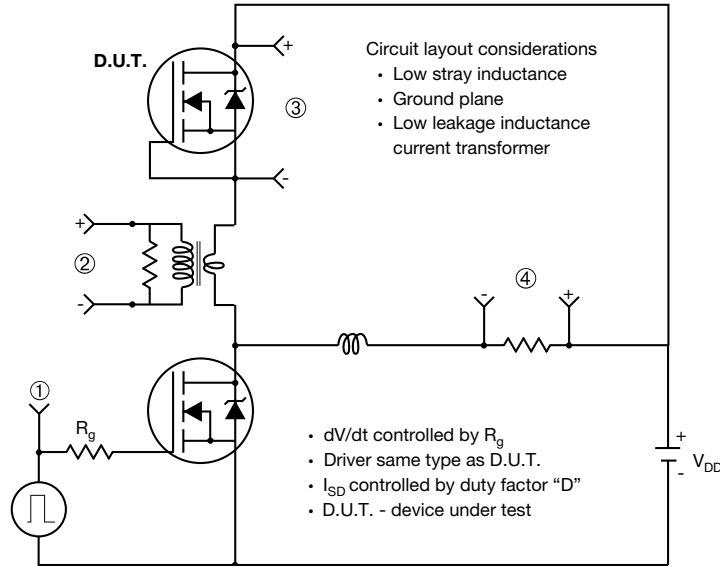 D.U.T.
+
Circuit layout considerations
• Low stray inductance
• Ground plane
• Low leakage inductance
current transformer
③
-
+
②
-
④
- +
①
R_g
• dV/dt controlled by R_g
• Driver same type as D.U.T.
• I_SD controlled by duty factor “D”
• D.U.T. - device under test
+
V_DD
-